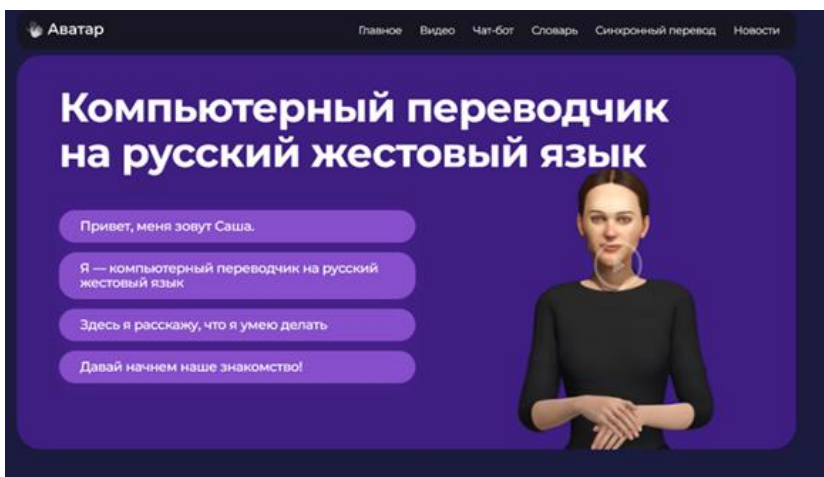 Аватар
Главное Видео Чат-бот Словарь Синхронный перевод Новости
Компьютерный переводчик
на русский жестовый язык
Привет, меня зовут Саша.
Я — компьютерный переводчик на русский
жестовый язык
Здесь я расскажу, что я умею делать
Давай начнем наше знакомство!